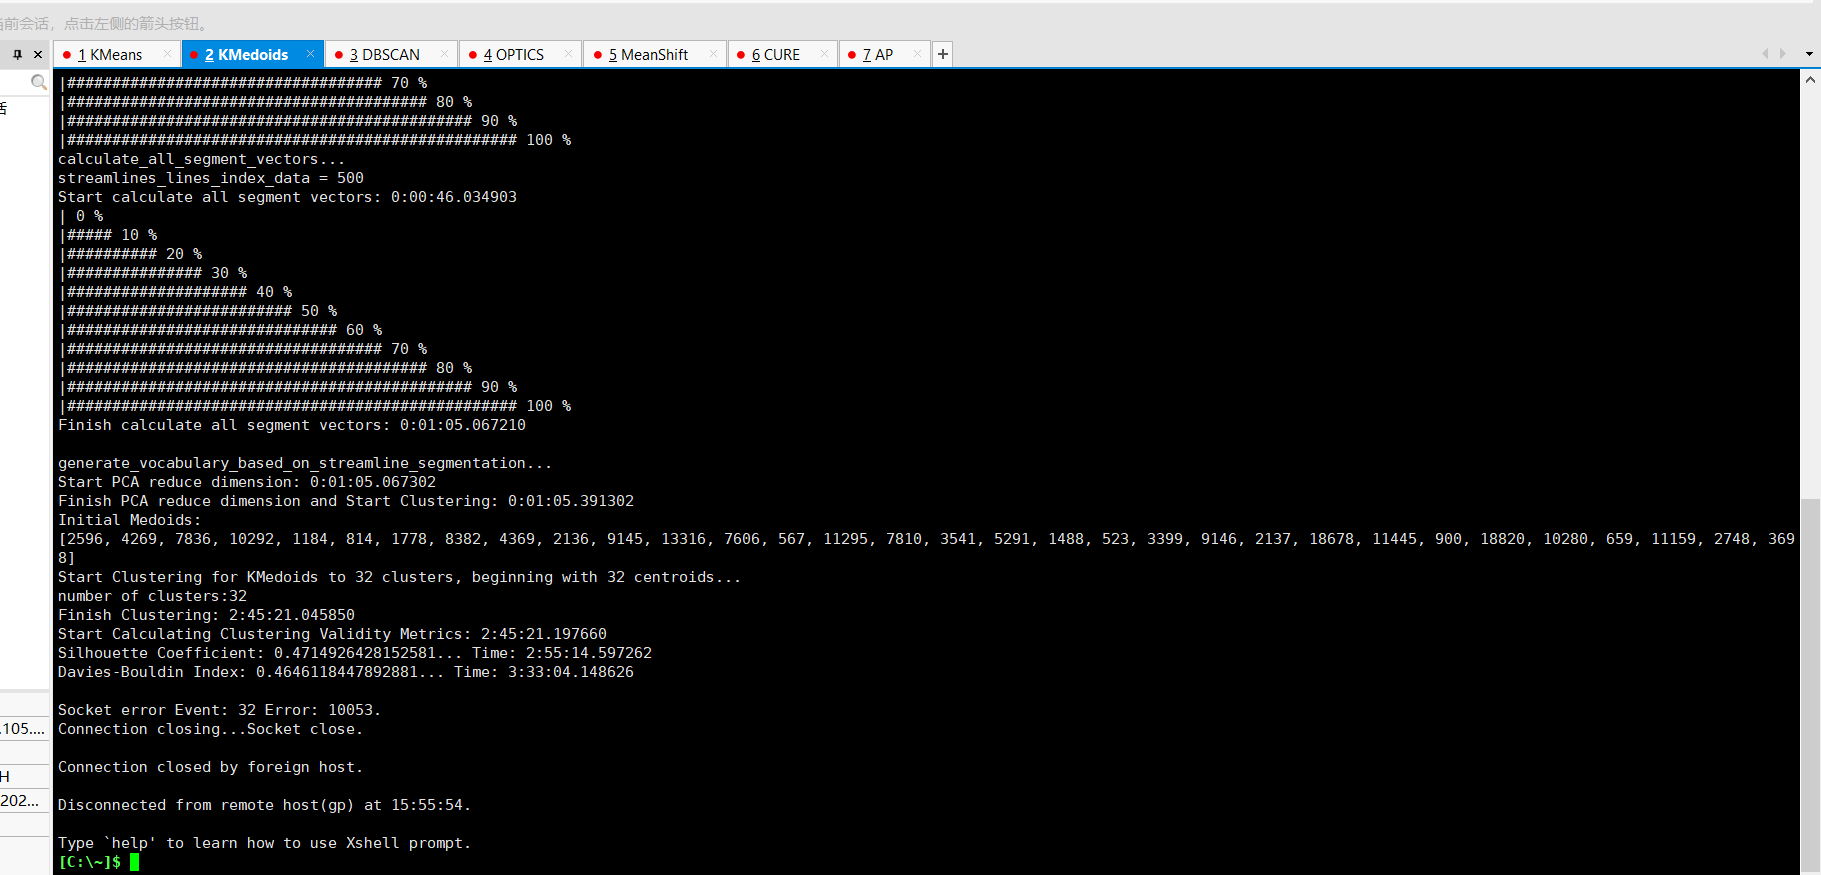 当前会话，点击左侧的箭头按钮。
1 KMeans 2 KMedoids 3 DBSCAN 4 OPTICS 5 MeanShift 6 CURE 7 AP
|################################### 70 %
|######################################## 80 %
|############################################# 90 %
|################################################## 100 %
calculate_all_segment_vectors...
streamlines_lines_index_data = 500
Start calculate all segment vectors: 0:00:46.034903
| 0 %
|##### 10 %
|########## 20 %
|############### 30 %
|#################### 40 %
|######################### 50 %
|############################## 60 %
|################################### 70 %
|######################################## 80 %
|############################################# 90 %
|################################################## 100 %
Finish calculate all segment vectors: 0:01:05.067210
generate_vocabulary_based_on_streamline_segmentation...
Start PCA reduce dimension: 0:01:05.067302
Finish PCA reduce dimension and Start Clustering: 0:01:05.391302
Initial Medoids:
[2596, 4269, 7836, 10292, 1184, 814, 1778, 8382, 4369, 2136, 9145, 13316, 7606, 567, 11295, 7810, 3541, 5291, 1488, 523, 3399, 9146, 2137, 18678, 11445, 900, 18820, 10280, 659, 11159, 2748, 369
8]
Start Clustering for KMedoids to 32 clusters, beginning with 32 centroids...
number of clusters:32
Finish Clustering: 2:45:21.045850
Start Calculating Clustering Validity Metrics: 2:45:21.197660
Silhouette Coefficient: 0.4714926428152581... Time: 2:55:14.597262
Davies-Bouldin Index: 0.4646118447892881... Time: 3:33:04.148626
Socket error Event: 32 Error: 10053.
Connection closing...Socket close.
Connection closed by foreign host.
Disconnected from remote host(gp) at 15:55:54.
Type `help' to learn how to use Xshell prompt.
[C:\~]$
.105....
H
202...